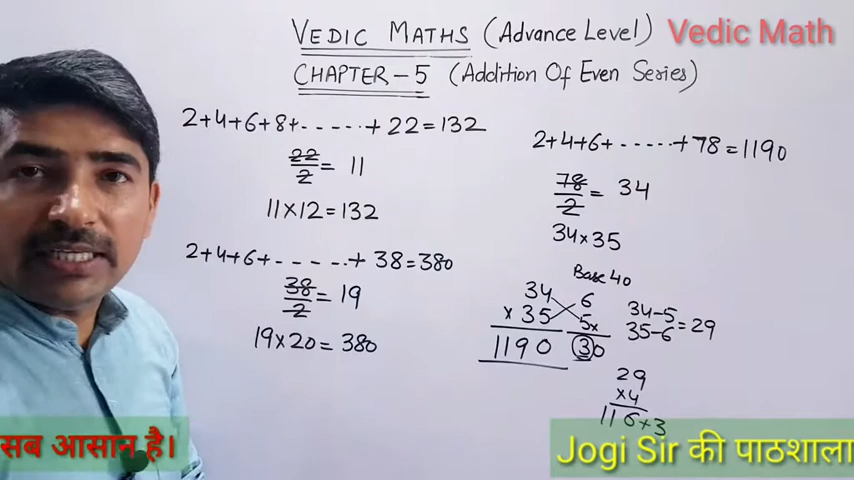 VEDIC MATHS (Advance Level)
Vedic Math
CHAPTER-5 (Addition Of Even Series)
2+4+6+8+-----+22=132
22/2 = 11
11×12=132
2+4+6+-----+38=380
38/2 = 19
19×20=380
2+4+6+-----+78=1190
78/2 = 34
34×35
Base 40
34 6
×35 5×
1190 30
34-5
35-6 =29
29
×4
116+3
सब आसान है।
Jogi Sir की पाठशाला